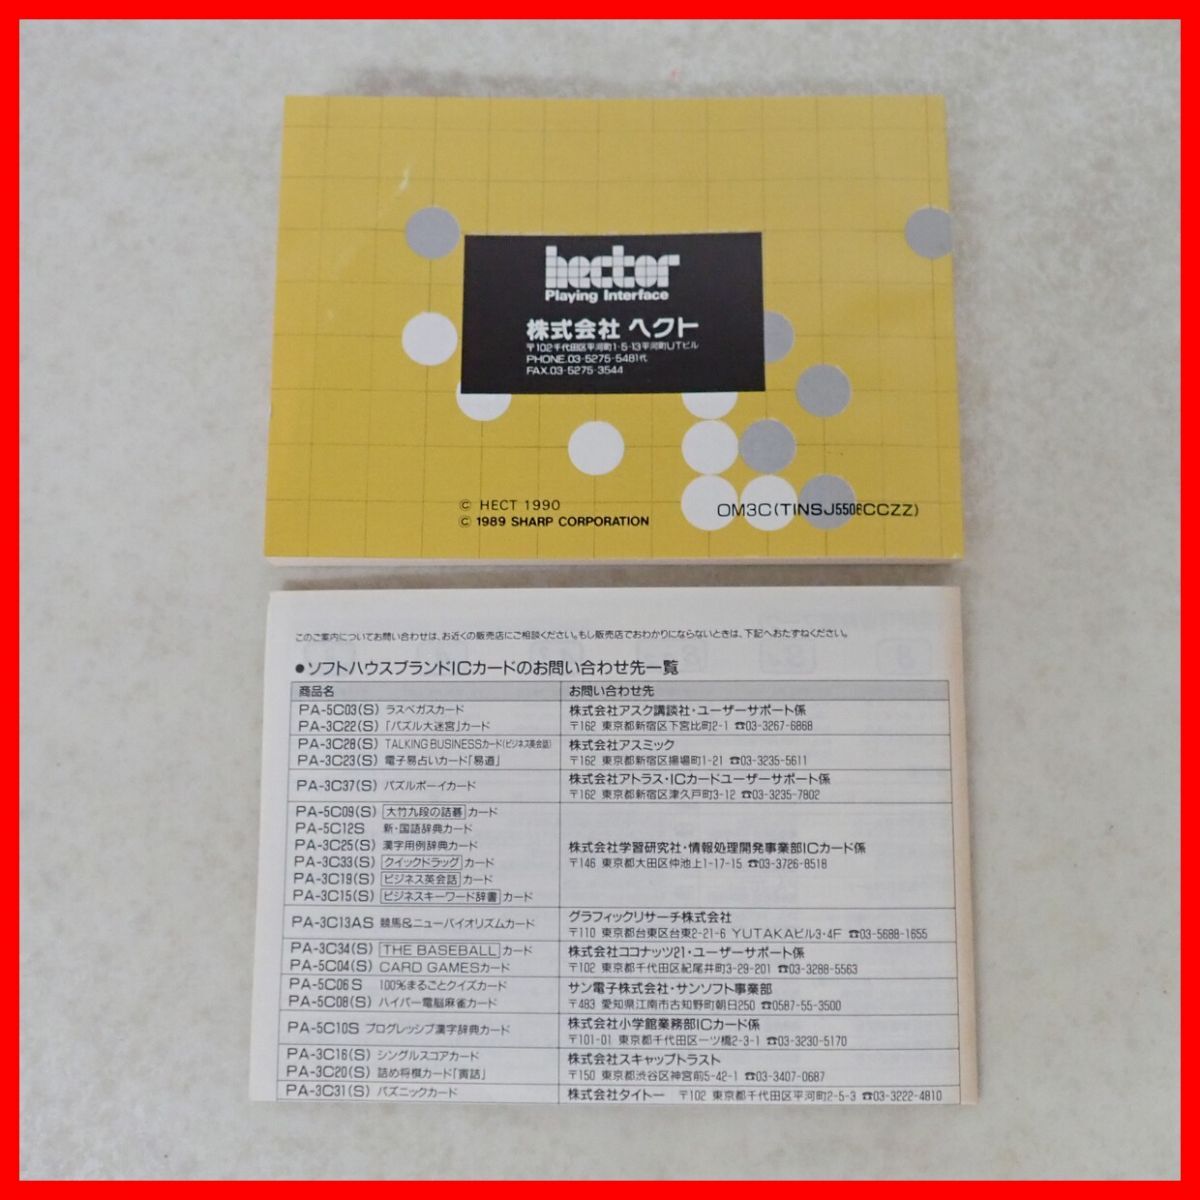 hector
Playing Interface
株式会社 ヘクト
〒102千代田区平河町1-5-13平河町UTビル
PHONE.03-5275-5481代
FAX.03-5275-3544
© HECT 1990
© 1989 SHARP CORPORATION
OM3C(TINSJ5506CCZZ)
このご案内についてお問い合わせは、お近くの販売店にご相談ください。もし販売店でおわかりにならないときは、下記へおたずねください。
●ソフトハウスブランドICカードのお問い合わせ先一覧
商品名 お問い合わせ先
PA-5C03(S) ラスベガスカード 株式会社アスク講談社・ユーザーサポート係
PA-3C22(S) 「パズル大迷宮」カード 〒162 東京都新宿区下宮比町2-1 ☎03-3267-6868
PA-3C28(S) TALKING BUSINESSカード(ビジネス英会話) 株式会社アスミック
PA-3C23(S) 電子易占いカード「易道」 〒162 東京都新宿区揚場町1-21 ☎03-3235-5611
PA-3C37(S) パズルボーイカード 株式会社アトラス・ICカードユーザーサポート係
〒162 東京都新宿区津久戸町3-12 ☎03-3235-7802
PA-5C09(S) 大竹九段の詰碁 カード
PA-5C12S 新・国語辞典カード
PA-3C25(S) 漢字用例辞典カード 株式会社学習研究社・情報処理開発事業部ICカード係
PA-3C33(S) クイックドラッグ カード 〒146 東京都大田区仲池上1-17-15 ☎03-3726-8518
PA-3C19(S) ビジネス英会話 カード
PA-3C15(S) ビジネスキーワード辞書 カード
PA-3C13AS 競馬&ニューバイオリズムカード グラフィックリサーチ株式会社
〒110 東京都台東区台東2-21-6 YUTAKAビル3・4F ☎03-5688-1655
PA-3C34(S) THE BASEBALL カード 株式会社ココナッツ21・ユーザーサポート係
PA-5C04(S) CARD GAMESカード 〒102 東京都千代田区紀尾井町3-29-201 ☎03-3288-5563
PA-5C06S 100%まるごとクイズカード サン電子株式会社・サンソフト事業部
PA-5C08(S) ハイパー電脳麻雀カード 〒483 愛知県江南市古知野町朝日250 ☎0587-55-3500
PA-5C10S プログレッシブ漢字辞典カード 株式会社小学館業務部ICカード係
〒101-01 東京都千代田区一ツ橋2-3-1 ☎03-3230-5170
PA-3C16(S) シングルスコアカード 株式会社スキャップトラスト
PA-3C20(S) 詰め将棋カード「寅話」 〒150 東京都渋谷区神宮前5-42-1 ☎03-3407-0687
PA-3C31(S) パズニックカード 株式会社タイトー 〒102 東京都千代田区平河町2-5-3 ☎03-3222-4810